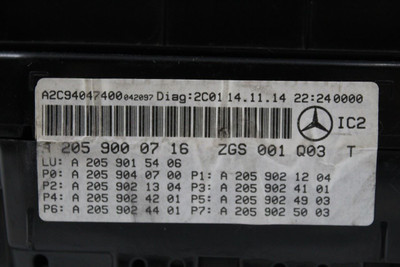 A2C94047400 042097 Diag:2C01 14.11.14 22:24 0000
IC2
A 205 900 07 16 ZGS 001 Q03 T
LU: A 205 901 54 06
P0: A 205 904 07 00 P1: A 205 902 12 04
P2: A 205 902 13 04 P3: A 205 902 41 01
P4: A 205 902 42 01 P5: A 205 902 49 03
P6: A 205 902 44 01 P7: A 205 902 50 03